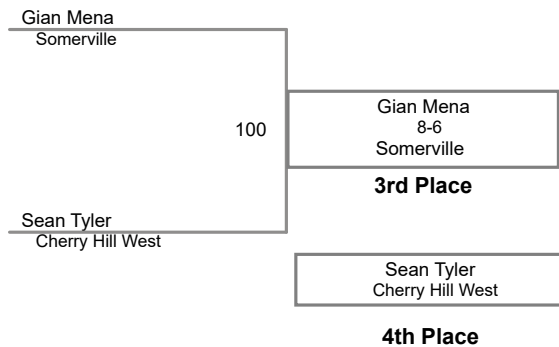 Gian Mena
Somerville
100
Gian Mena
8-6
Somerville
3rd Place
Sean Tyler
Cherry Hill West
Sean Tyler
Cherry Hill West
4th Place